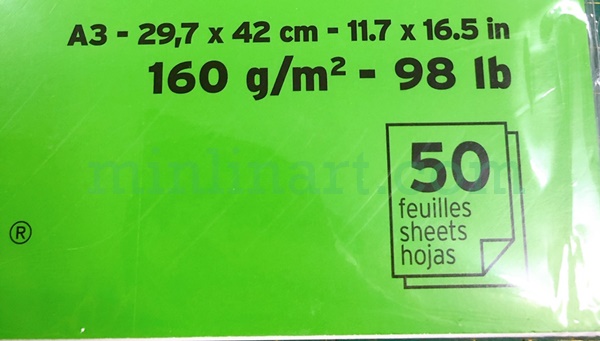 A3 - 29,7 x 42 cm - 11.7 x 16.5 in
160 g/m² - 98 lb
50
feuilles
sheets
hojas
®
minlinart.com